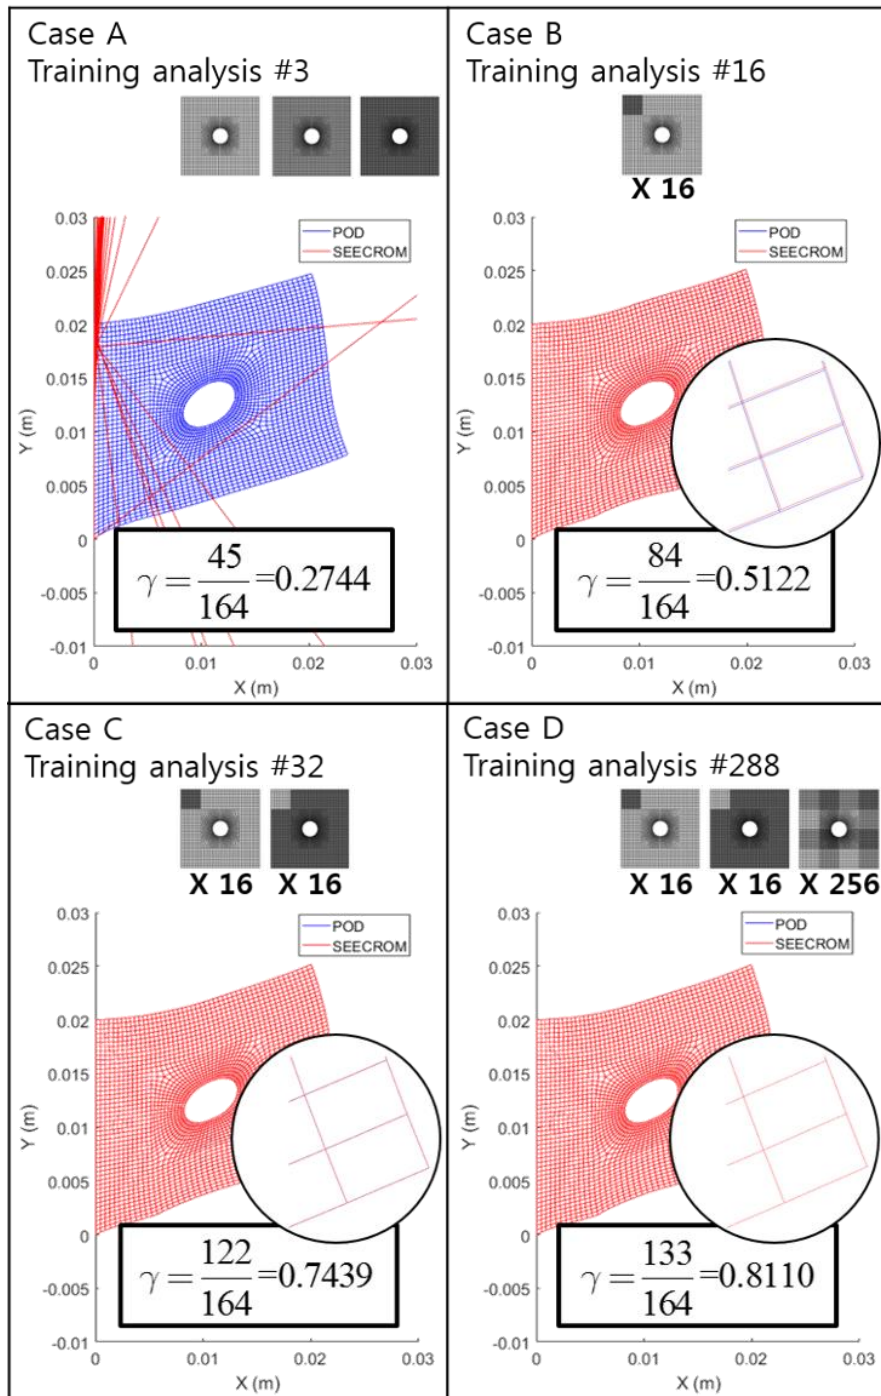 Case A
Training analysis #3
0.03
0.025
0.02
0.015
0.01
0.005
0
-0.005
-0.01
Y (m)
POD
SEECROM
γ = 45/164 =0.2744
0
0.01
0.02
0.03
X (m)
Case B
Training analysis #16
X 16
0.03
0.025
0.02
0.015
0.01
0.005
0
-0.005
-0.01
Y (m)
POD
SEECROM
γ = 84/164 =0.5122
0
0.01
0.02
0.03
X (m)
Case C
Training analysis #32
X 16
X 16
0.03
0.025
0.02
0.015
0.01
0.005
0
-0.005
-0.01
Y (m)
POD
SEECROM
γ = 122/164 =0.7439
0
0.01
0.02
0.03
X (m)
Case D
Training analysis #288
X 16
X 16
X 256
0.03
0.025
0.02
0.015
0.01
0.005
0
-0.005
-0.01
Y (m)
POD
SEECROM
γ = 133/164 =0.8110
0
0.01
0.02
0.03
X (m)